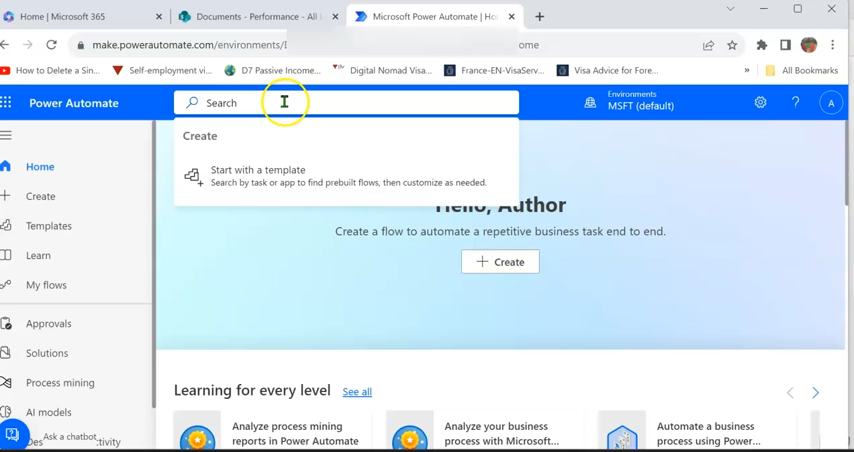 Home | Microsoft 365
Documents - Performance - All
Microsoft Power Automate | Ho
make.powerautomate.com/environments/
ome
How to Delete a Sin...
Self-employment vi...
D7 Passive Income...
Digital Nomad Visa...
France-EN-VisaServ...
Visa Advice for Fore...
»
All Bookmarks
Power Automate
Search
Environments
MSFT (default)
?
A
Create
Start with a template
Search by task or app to find prebuilt flows, then customize as needed.
Home
Create
Templates
Learn
My flows
Approvals
Solutions
Process mining
AI models
Ask a chatbot
ctivity
Hello, Author
Create a flow to automate a repetitive business task end to end.
+ Create
Learning for every level
See all
Analyze process mining
reports in Power Automate
Analyze your business
process with Microsoft...
Automate a business
process using Power...